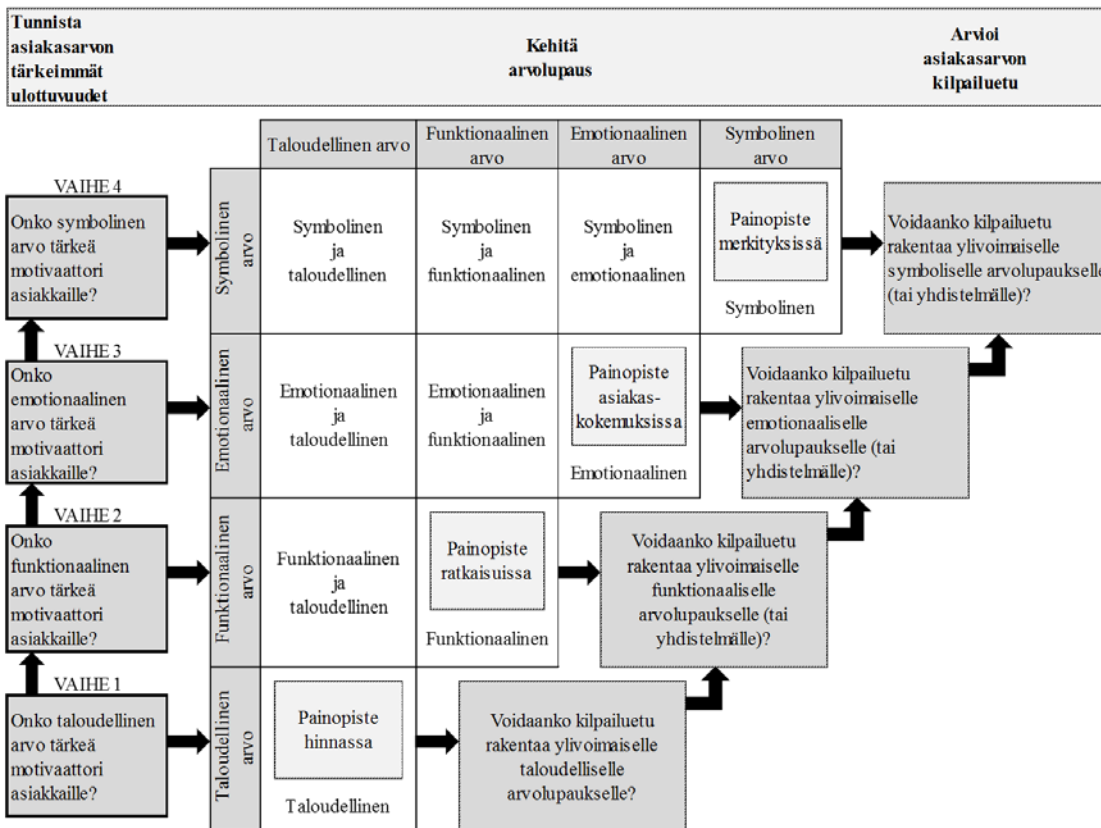 Tunnista
asiakasarvon
tärkeimmät
ulottuvuudet
Kehitä
arvolupaus
Arvioi
asiakasarvon
kilpailuetu
Taloudellinen arvo
Funktionaalinen
arvo
Emotionaalinen
arvo
Symbolinen
arvo
VAIHE 4
Onko symbolinen
arvo tärkeä
motivaattori
asiakkaille?
Symbolinen
arvo
Symbolinen
ja
taloudellinen
Symbolinen
ja
funktionaalinen
Symbolinen
ja
emotionaalinen
Painopiste
merkityksissä
Symbolinen
Voidaanko kilpailuetu
rakentaa ylivoimaiselle
symboliselle arvolupaukselle
(tai yhdistelmälle)?
VAIHE 3
Onko
emotionaalinen
arvo tärkeä
motivaattori
asiakkaille?
Emotionaalinen
arvo
Emotionaalinen
ja
taloudellinen
Emotionaalinen
ja
funktionaalinen
Painopiste
asiakas-
kokemuksissa
Emotionaalinen
Voidaanko kilpailuetu
rakentaa ylivoimaiselle
emotionaaliselle
arvolupaukselle (tai
yhdistelmälle)?
VAIHE 2
Onko
funktionaalinen
arvo tärkeä
motivaattori
asiakkaille?
Funktionaalinen
arvo
Funktionaalinen
ja
taloudellinen
Painopiste
ratkaisuissa
Funktionaalinen
Voidaanko kilpailuetu
rakentaa ylivoimaiselle
funktionaaliselle
arvolupaukselle (tai
yhdistelmälle)?
VAIHE 1
Onko taloudellinen
arvo tärkeä
motivaattori
asiakkaille?
Taloudellinen
arvo
Painopiste
hinnassa
Taloudellinen
Voidaanko kilpailuetu
rakentaa ylivoimaiselle
taloudelliselle
arvolupaukselle?